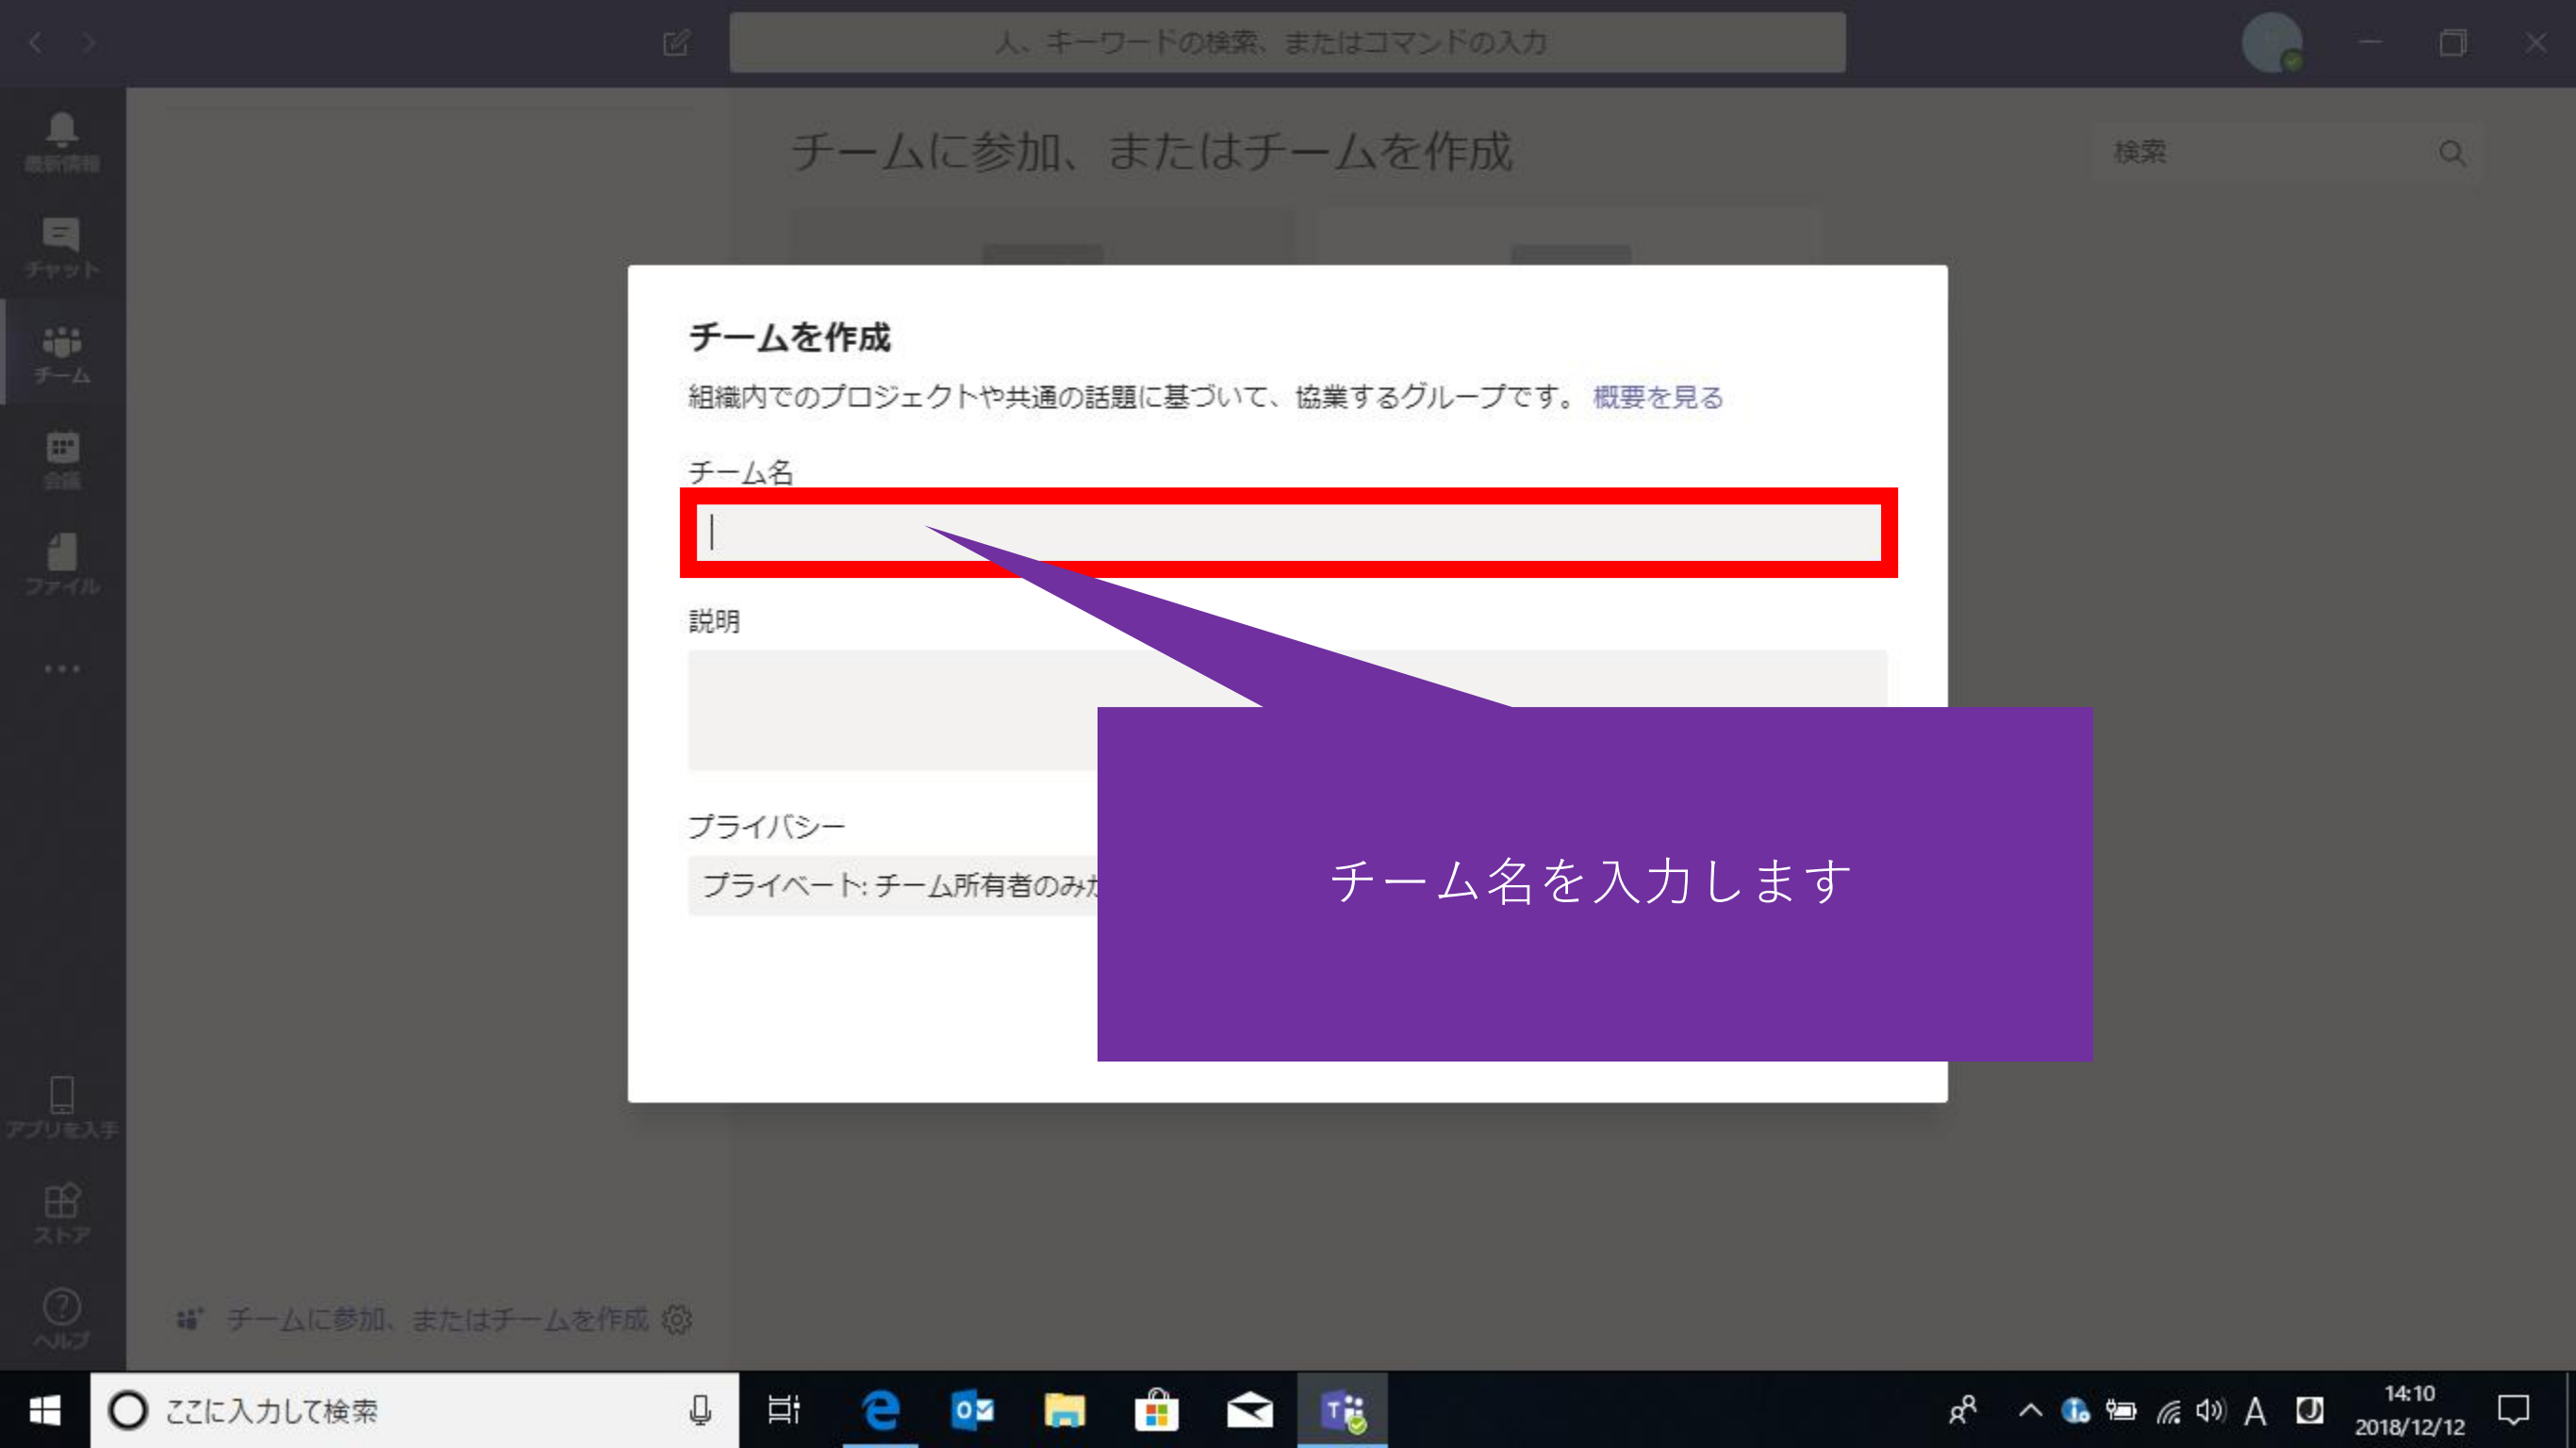 人、キーワードの検索、またはコマンドの入力
最新情報
チャット
チーム
会議
ファイル
アプリを入手
ストア
ヘルプ
チームに参加、またはチームを作成
検索
チームを作成
組織内でのプロジェクトや共通の話題に基づいて、協業するグループです。 概要を見る
チーム名
説明
プライバシー
プライベート: チーム所有者のみ
チーム名を入力します
チームに参加、またはチームを作成
ここに入力して検索
A
14:10
2018/12/12